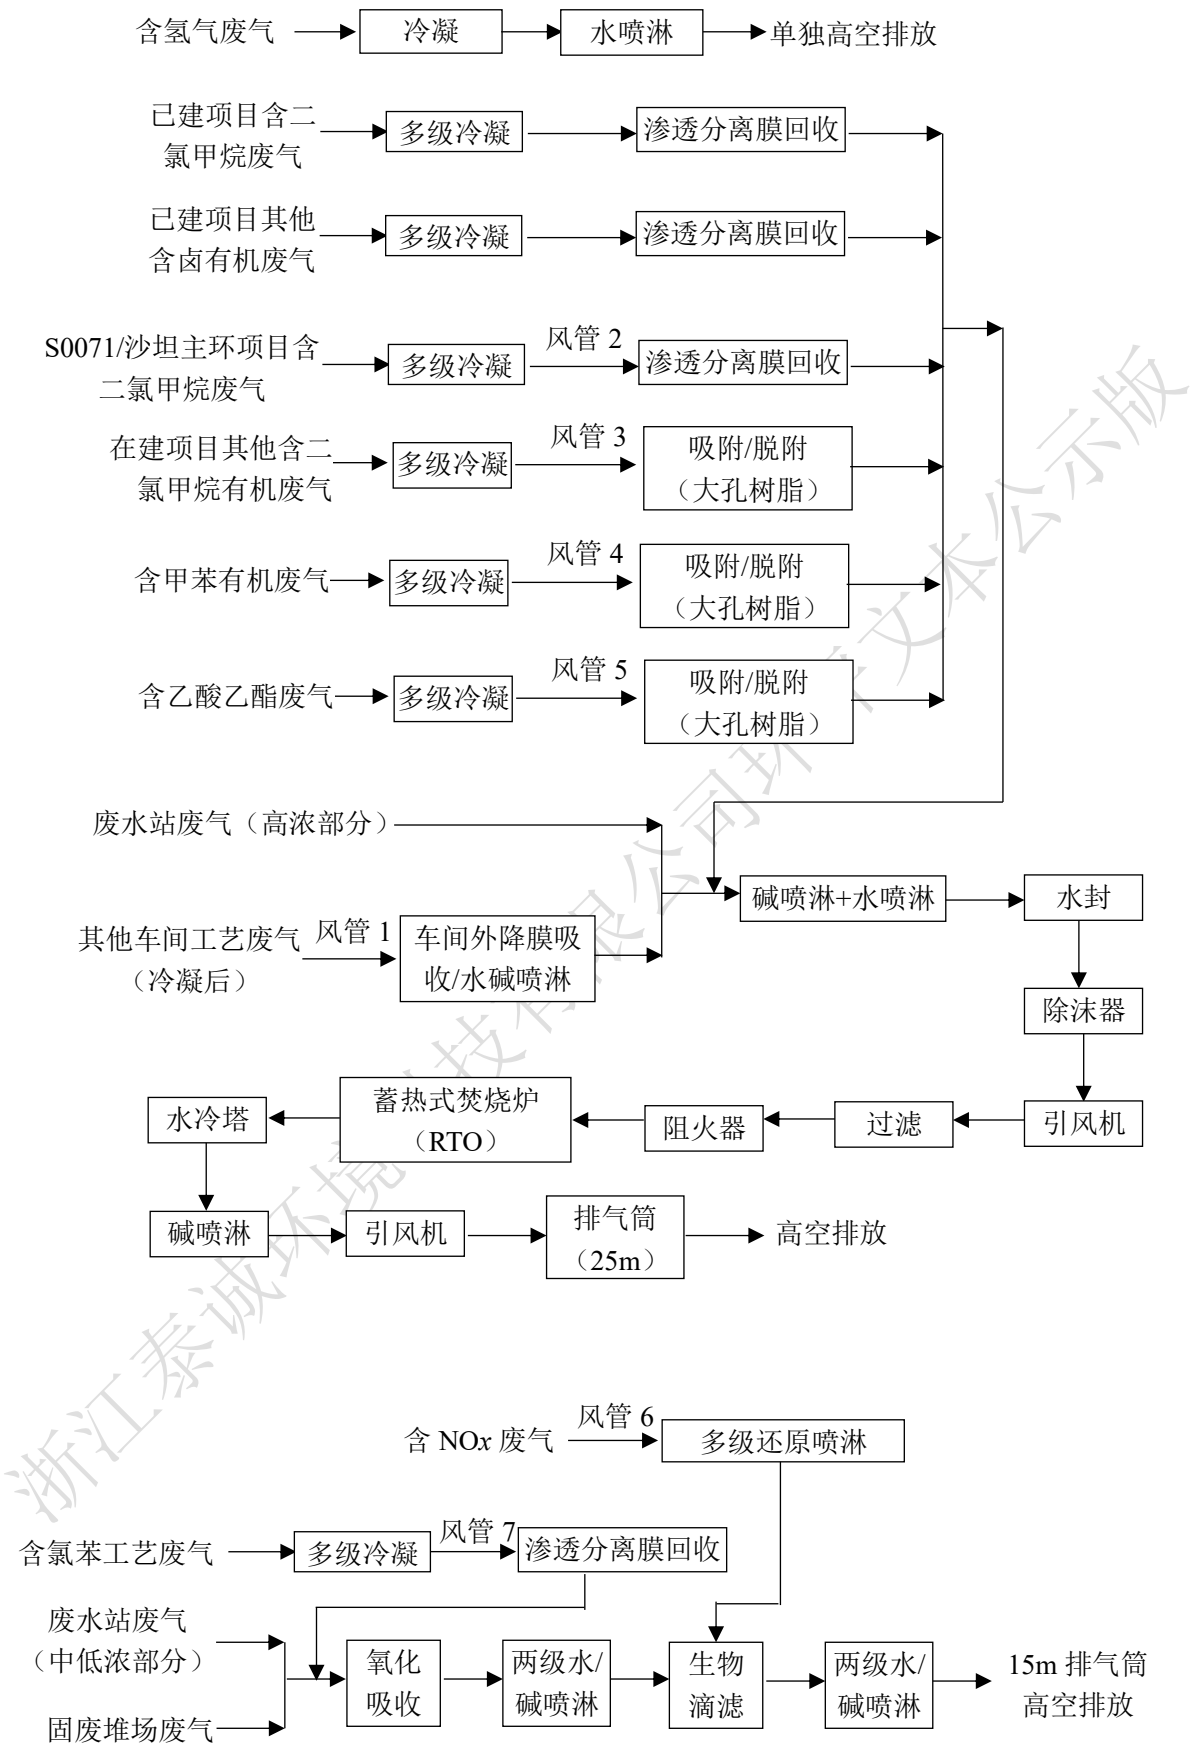 含氢气废气
冷凝
水喷淋
单独高空排放
已建项目含二
氯甲烷废气
多级冷凝
渗透分离膜回收
已建项目其他
含卤有机废气
多级冷凝
渗透分离膜回收
S0071/沙坦主环项目含
二氯甲烷废气
多级冷凝
风管 2
渗透分离膜回收
在建项目其他含二
氯甲烷有机废气
多级冷凝
风管 3
吸附/脱附
（大孔树脂）
含甲苯有机废气
多级冷凝
风管 4
吸附/脱附
（大孔树脂）
含乙酸乙酯废气
多级冷凝
风管 5
吸附/脱附
（大孔树脂）
废水站废气（高浓部分）
其他车间工艺废气
（冷凝后）
风管 1
车间外降膜吸
收/水碱喷淋
碱喷淋+水喷淋
水封
除沫器
引风机
过滤
阻火器
蓄热式焚烧炉
（RTO）
水冷塔
碱喷淋
引风机
排气筒
（25m）
高空排放
含 NOx 废气
风管 6
多级还原喷淋
含氯苯工艺废气
多级冷凝
风管 7
渗透分离膜回收
废水站废气
（中低浓部分）
固废堆场废气
氧化
吸收
两级水/
碱喷淋
生物
滴滤
两级水/
碱喷淋
15m 排气筒
高空排放